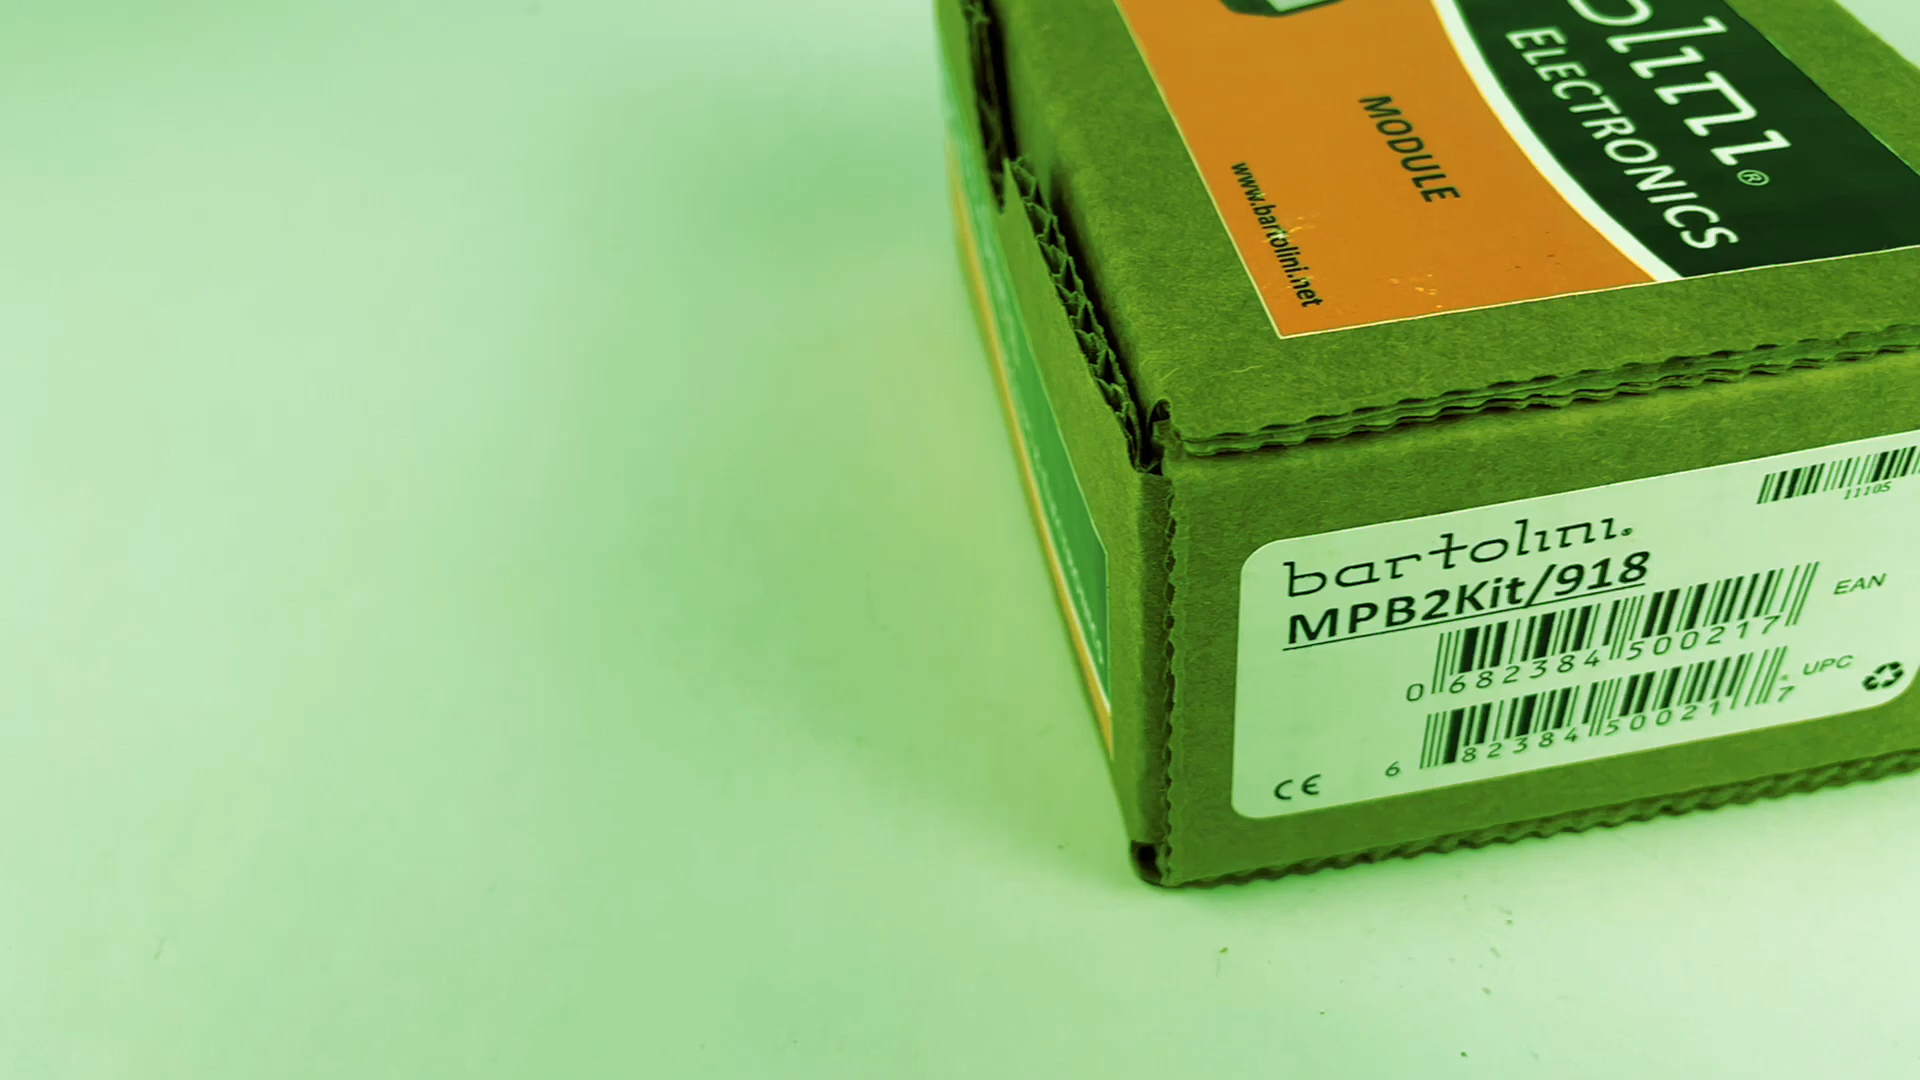 olini®
ELECTRONICS
MODULE
www.bartolini.net
11105
bartolini®
MPB2Kit/918
EAN
0 682384 500217
UPC
6 82384 50021 7
CE